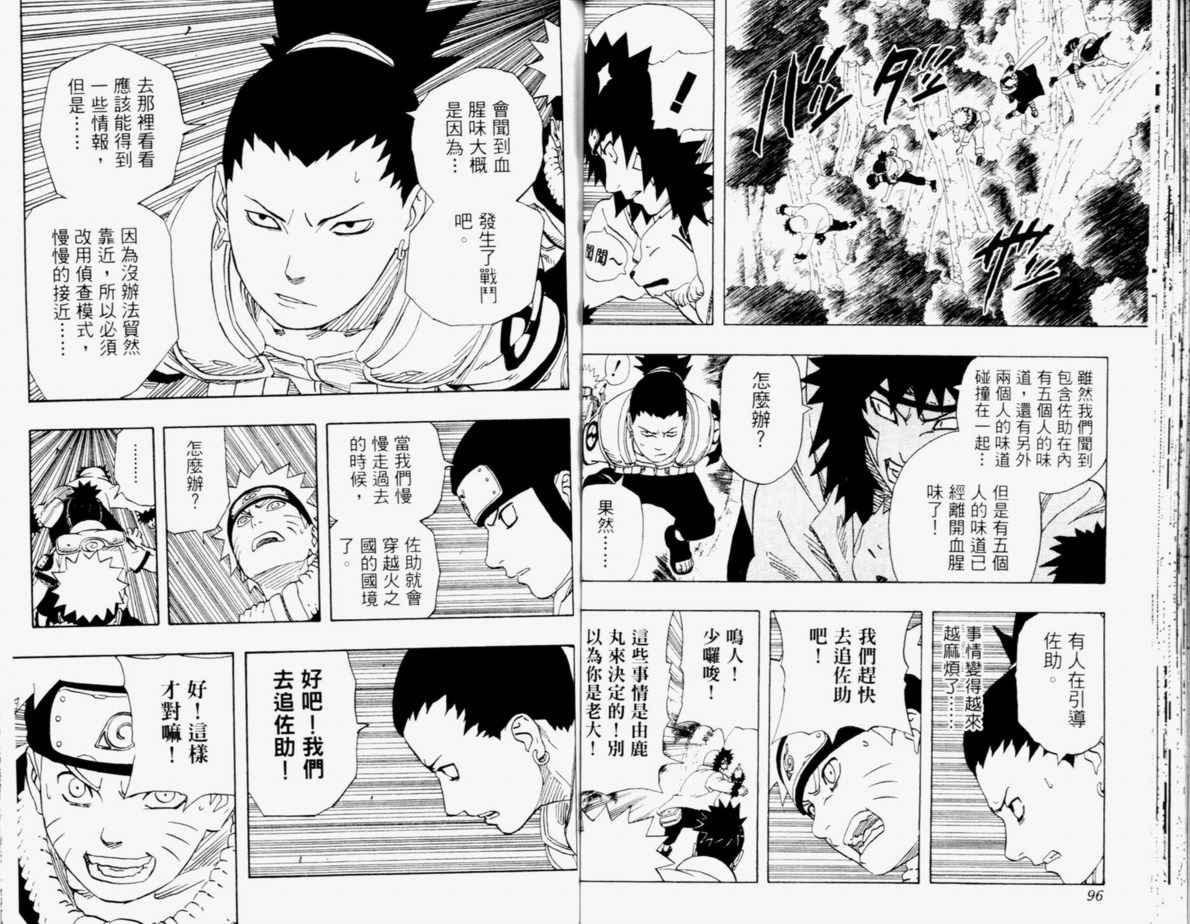 ババッ
ダダッ
ザザッ
！
聞聞～
雖然我們聞到
包含佐助在內
有五個人的味
道，還有另外
兩個人的味道
碰撞在一起…
但是有五個
人的味道已
經離開血腥
味了！
怎麼辦？
！
果然……
有人在引導
佐助。
事情變得越來
越麻煩了……
我們趕快
去追佐助
吧！
鳴人！
少囉唆！
這些事情是由鹿
丸來決定的！別
以為你是老大！
96
會聞到血
腥味大概
是因為…
發生了戰鬥
吧。
去那裡看看
應該能得到
一些情報，
但是……
因為沒辦法貿然
靠近，所以必須
改用偵查模式，
慢慢的接近……
當我們慢
慢走過去
的時候，
佐助就會
穿越火之
國的國境
了。
怎麼辦？
………
好吧！我們
去追佐助！
好！這樣
才對嘛！